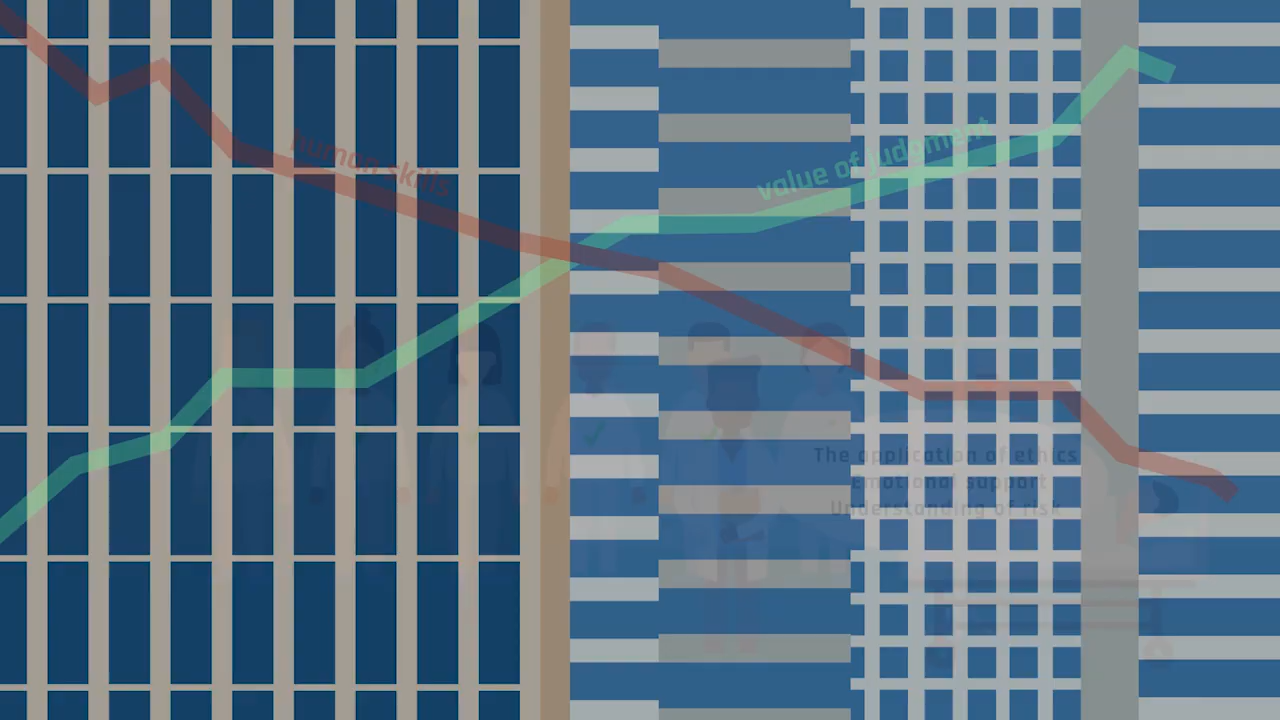 human skills
value of judgment
The application of ethics
Emotional support
Understanding of risk